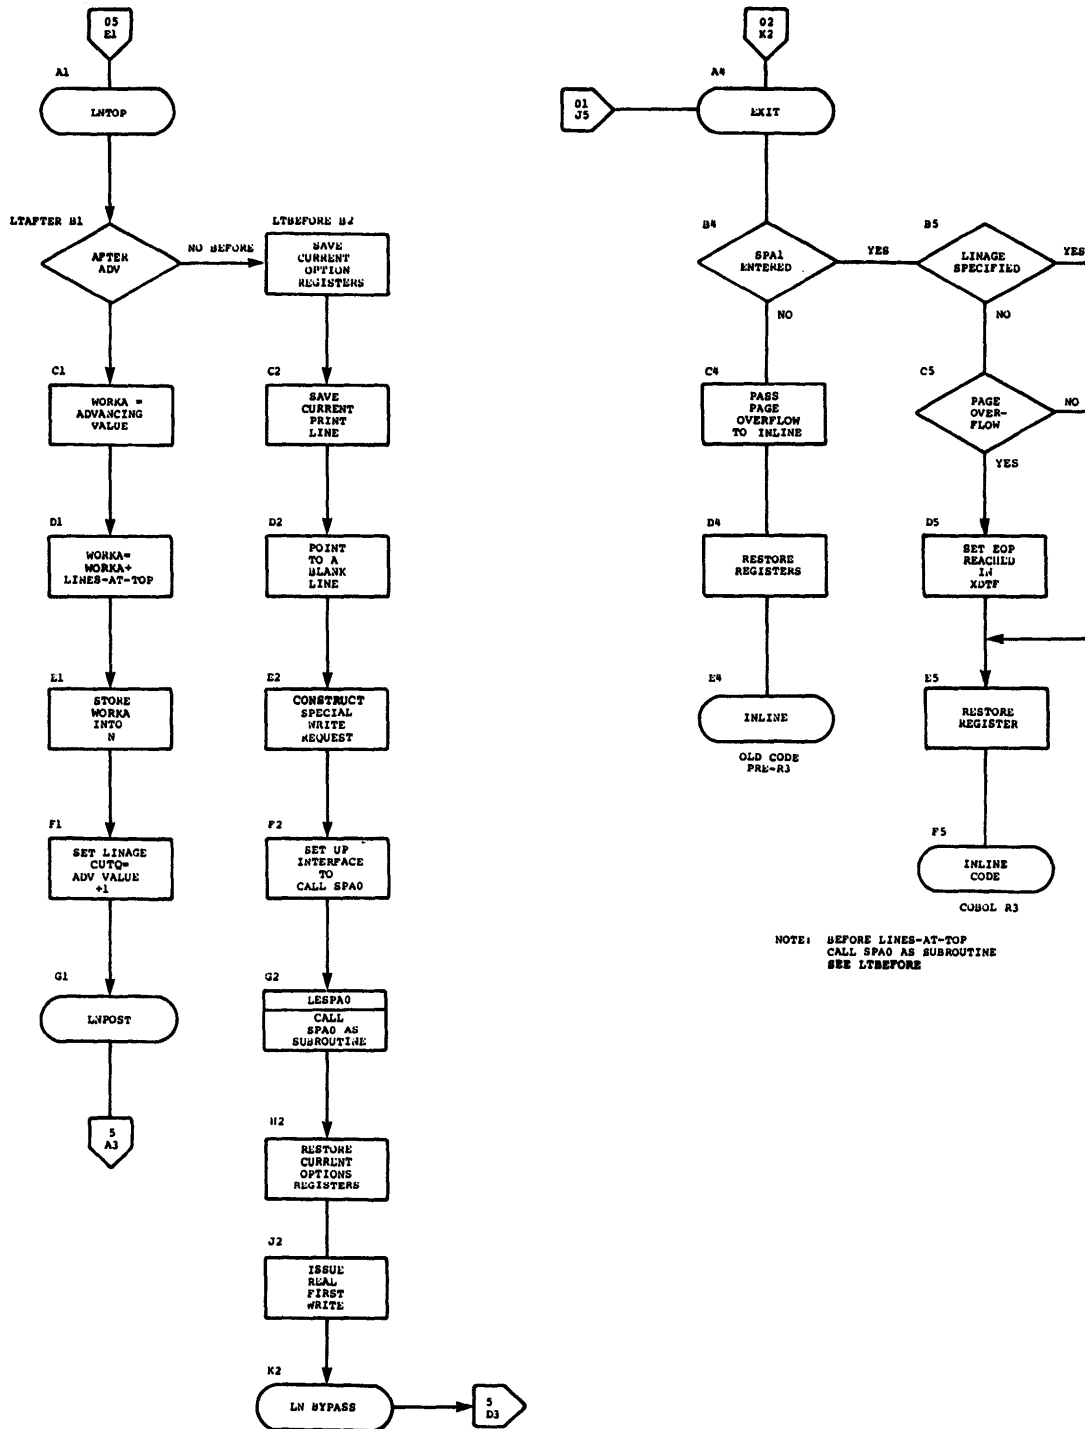 05
E1
A1
LNTOP
LTAFTER B1
AFTER
ADV
NO BEFORE
LTBEFORE B2
SAVE
CURRENT
OPTION
REGISTERS
C1
WORKA =
ADVANCING
VALUE
C2
SAVE
CURRENT
PRINT
LINE
D1
WORKA=
WORKA+
LINES-AT-TOP
D2
POINT
TO A
BLANK
LINE
E1
STORE
WORKA
INTO
N
E2
CONSTRUCT
SPECIAL
WRITE
REQUEST
F1
SET LINAGE
CUTQ=
ADV VALUE
+1
F2
SET UP
INTERFACE
TO
CALL SPA0
G1
LNPOST
G2
LESPA0
CALL
SPA0 AS
SUBROUTINE
5
A3
H2
RESTORE
CURRENT
OPTIONS
REGISTERS
J2
ISSUE
REAL
FIRST
WRITE
K2
LN BYPASS
5
D3
02
K2
A4
01
J5
EXIT
B4
SPA1
ENTERED
YES
NO
B5
LINAGE
SPECIFIED
YES
NO
C4
PASS
PAGE
OVERFLOW
TO INLINE
C5
PAGE
OVER-
FLOW
NO
YES
D4
RESTORE
REGISTERS
D5
SET EOP
REACHED
IN
XDTF
E4
INLINE
OLD CODE
PRE-R3
E5
RESTORE
REGISTER
F5
INLINE
CODE
COBOL R3
NOTE: BEFORE LINES-AT-TOP
CALL SPA0 AS SUBROUTINE
SEE LTBEFORE